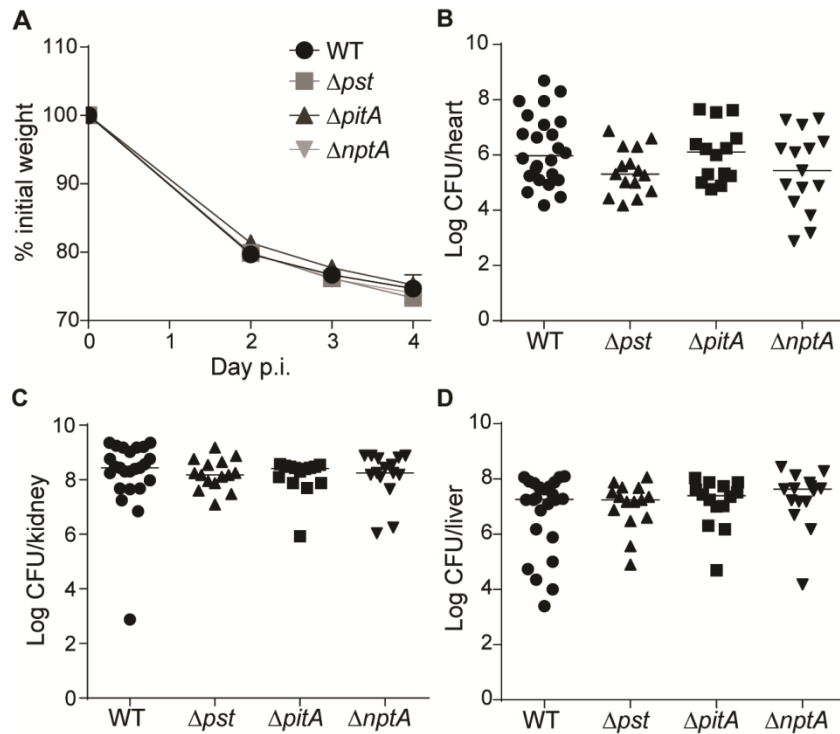 A
110
100
90
80
70
% initial weight
0 1 2 3 4
Day p.i.
WT
Δpst
ΔpitA
ΔnptA
B
10
8
6
4
2
0
Log CFU/heart
WT Δpst ΔpitA ΔnptA
C
10
8
6
4
2
0
Log CFU/kidney
WT Δpst ΔpitA ΔnptA
D
10
8
6
4
2
0
Log CFU/liver
WT Δpst ΔpitA ΔnptA